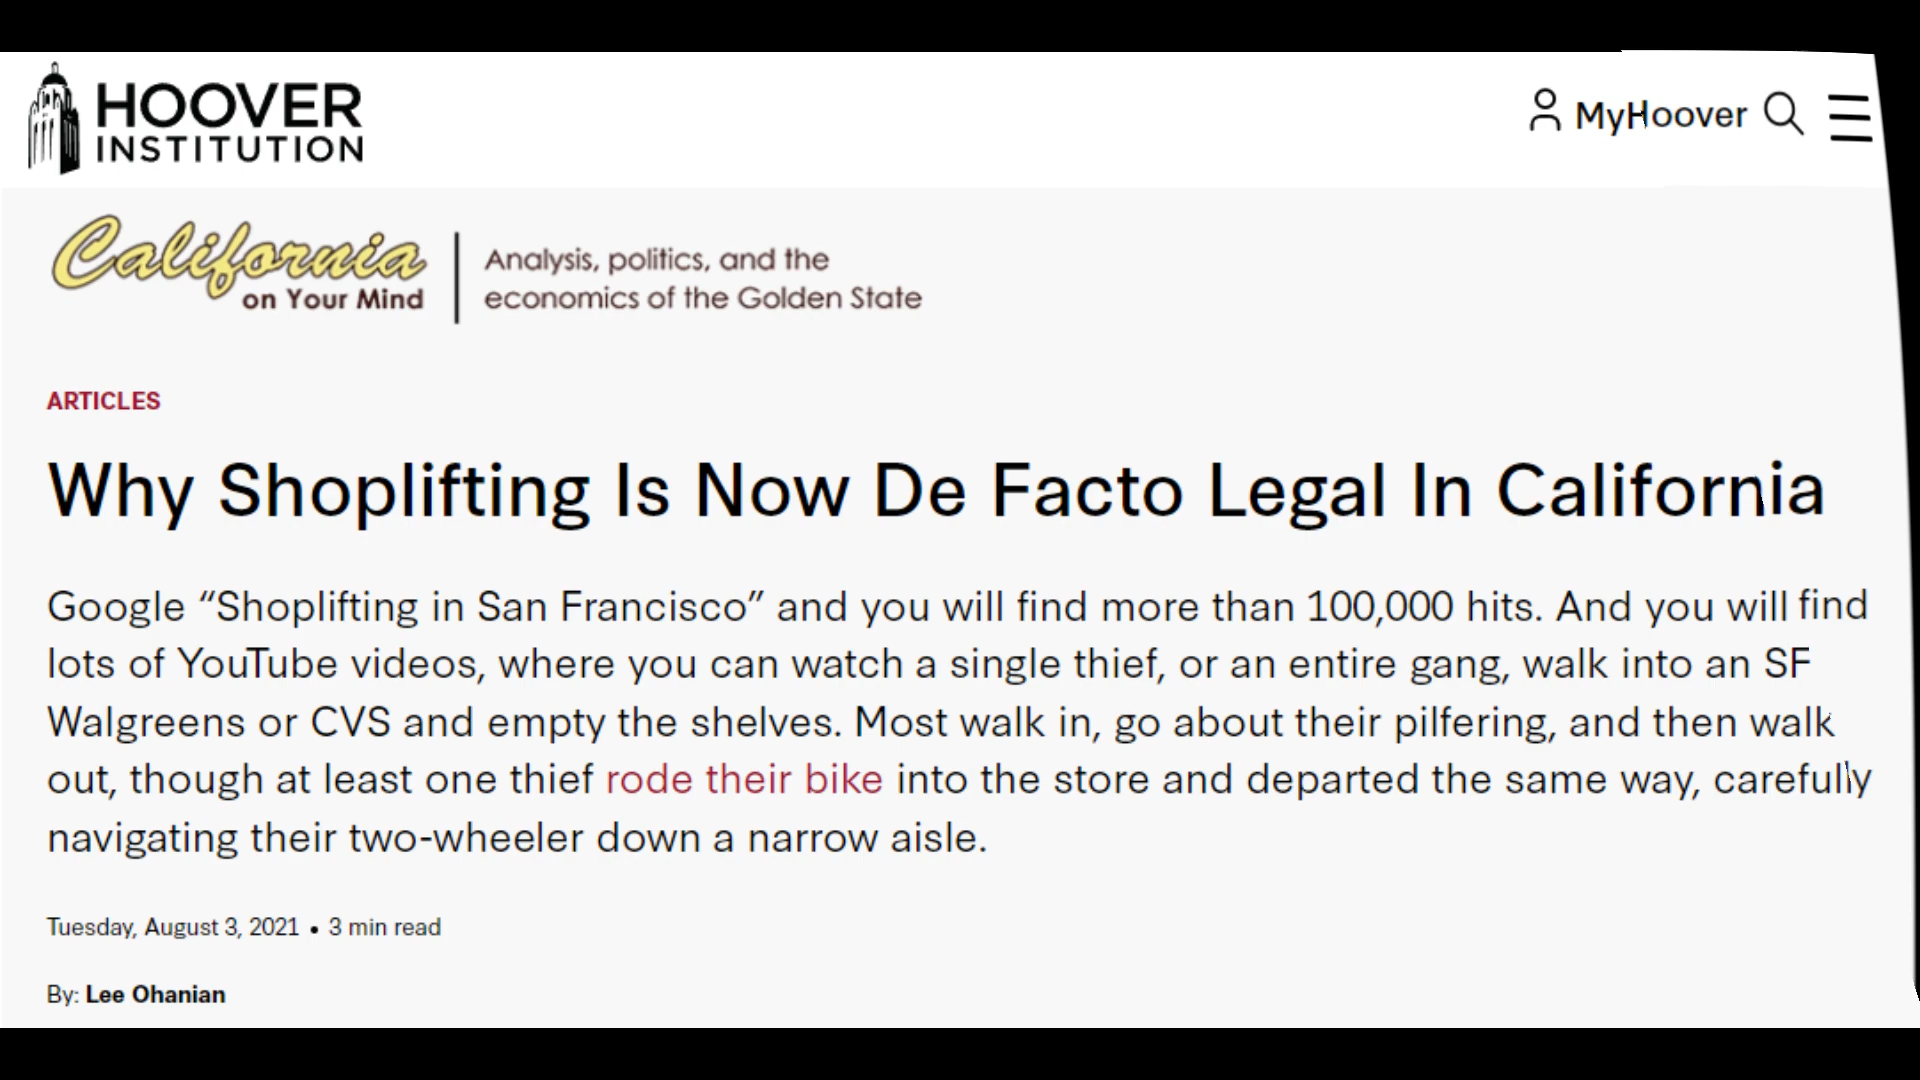 HOOVER
INSTITUTION
MyHoover
California
on Your Mind
Analysis, politics, and the
economics of the Golden State
ARTICLES
Why Shoplifting Is Now De Facto Legal In California
Google “Shoplifting in San Francisco” and you will find more than 100,000 hits. And you will find
lots of YouTube videos, where you can watch a single thief, or an entire gang, walk into an SF
Walgreens or CVS and empty the shelves. Most walk in, go about their pilfering, and then walk
out, though at least one thief rode their bike into the store and departed the same way, carefully
navigating their two-wheeler down a narrow aisle.
Tuesday, August 3, 2021 • 3 min read
By: Lee Ohanian